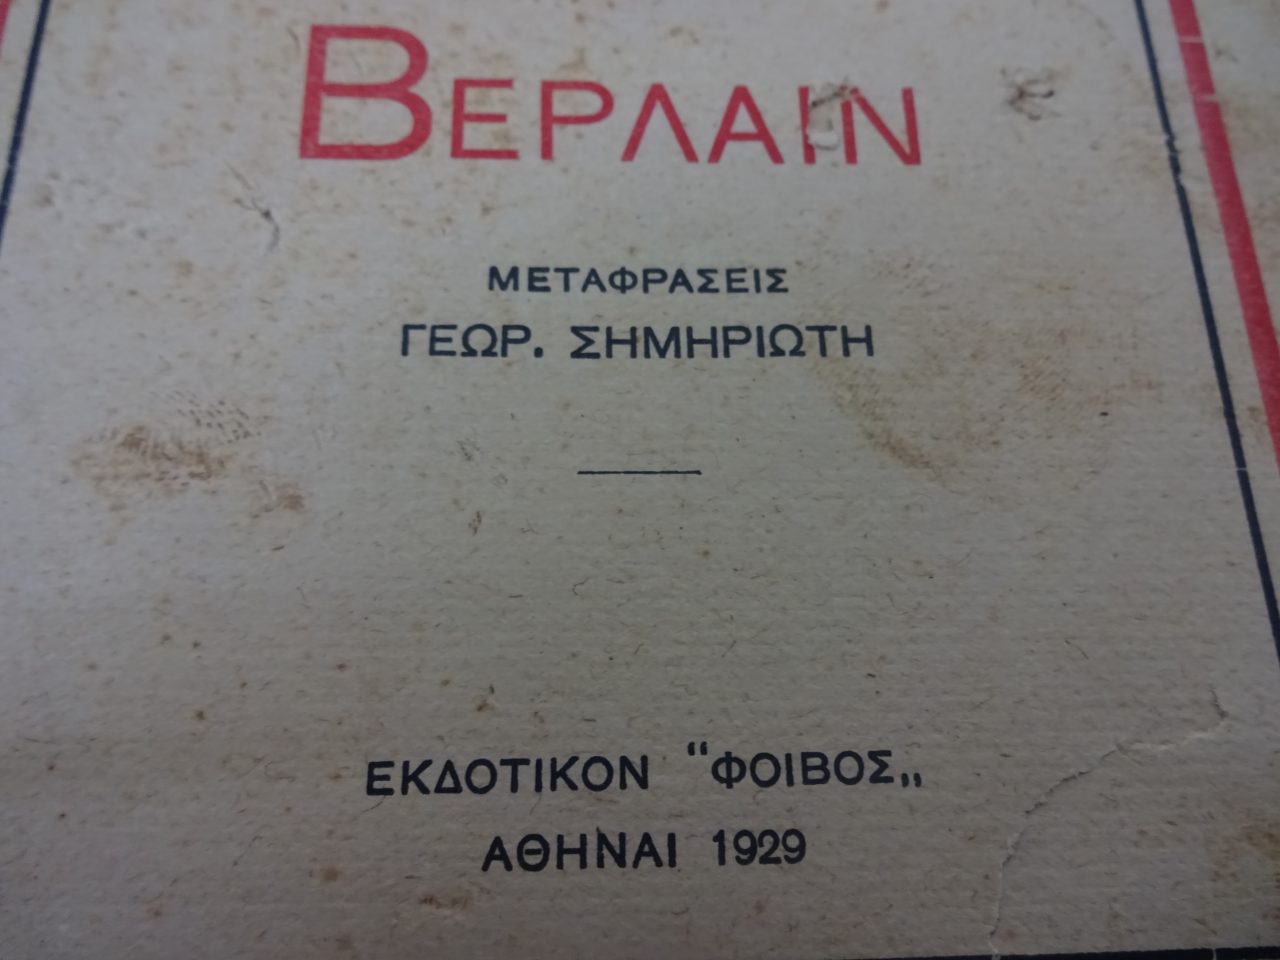 ΒΕΡΛΑΙΝ
ΜΕΤΑΦΡΑΣΕΙΣ
ΓΕΩΡ. ΣΗΜΗΡΙΩΤΗ
ΕΚΔΟΤΙΚΟΝ “ΦΟΙΒΟΣ„
ΑΘΗΝΑΙ 1929